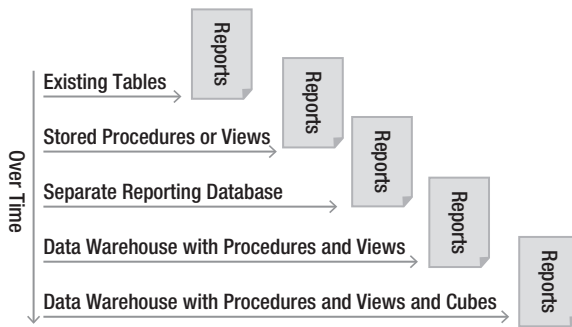 Reports
Existing Tables
Reports
Stored Procedures or Views
Reports
Separate Reporting Database
Reports
Data Warehouse with Procedures and Views
Reports
Data Warehouse with Procedures and Views and Cubes
Over Time